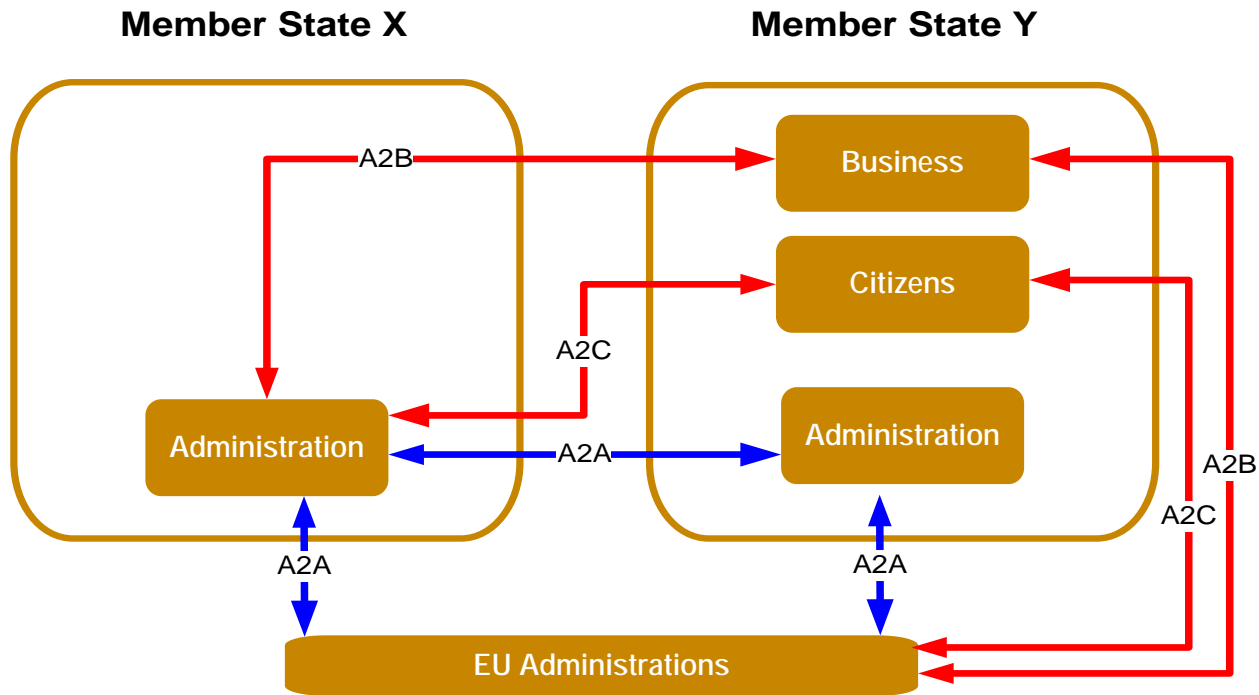 Member State X
Member State Y
A2B
Business
Citizens
A2C
Administration
Administration
A2A
A2B
A2C
A2A
A2A
EU Administrations